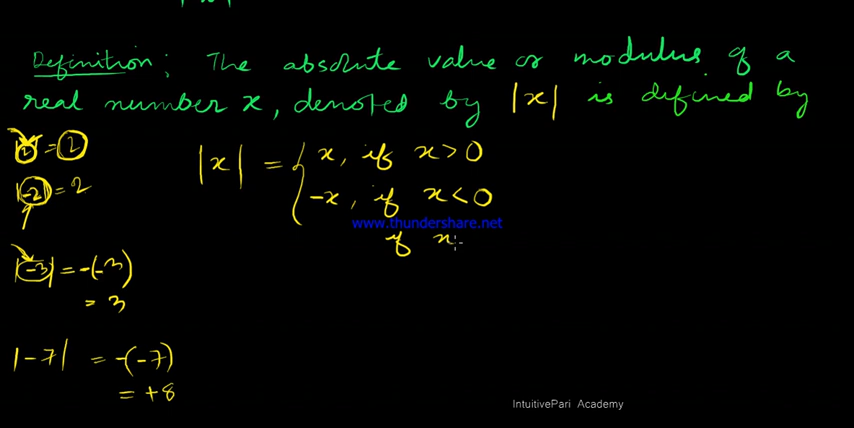 |x|
Definition; The absolute value or modulus of a
real number x, denoted by |x| is defined by
|2| = 2
|-2| = 2
|x| = { x, if x > 0
-x, if x < 0
www.thundershare.net
if x
|-3| = -(-3)
= 3
|-7| = -(-7)
= +8
IntuitivePari Academy